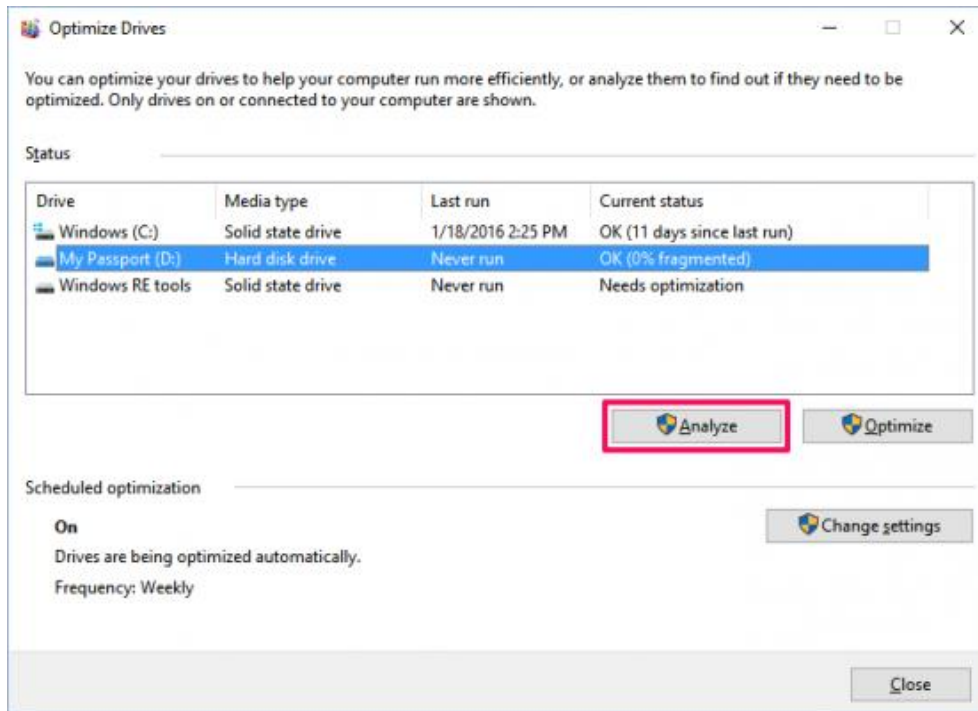 Optimize Drives
You can optimize your drives to help your computer run more efficiently, or analyze them to find out if they need to be
optimized. Only drives on or connected to your computer are shown.
Status
Drive Media type Last run Current status
Windows (C:) Solid state drive 1/18/2016 2:25 PM OK (11 days since last run)
My Passport (D:) Hard disk drive Never run OK (0% fragmented)
Windows RE tools Solid state drive Never run Needs optimization
Analyze Optimize
Scheduled optimization
On Change settings
Drives are being optimized automatically.
Frequency: Weekly
Close